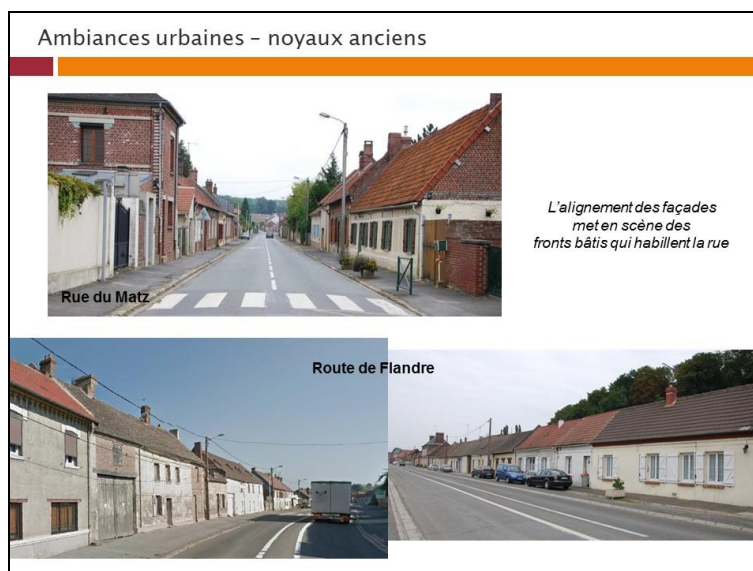 Ambiances urbaines – noyaux anciens
L'alignement des façades
met en scène des
fronts bâtis qui habillent la rue
Rue du Matz
Route de Flandre